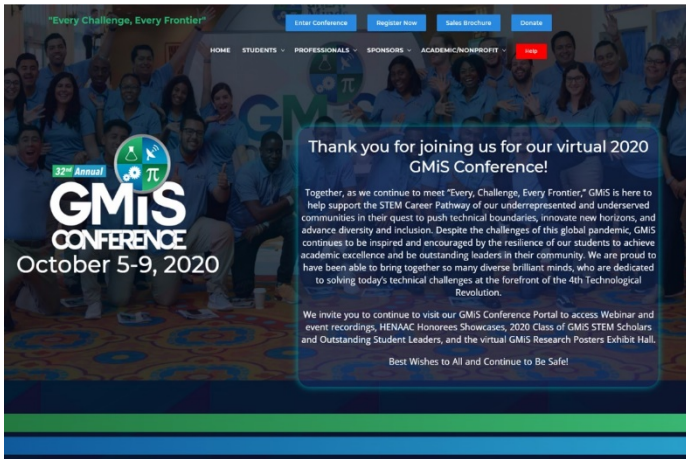 "Every Challenge, Every Frontier"
Enter Conference
Register Now
Sales Brochure
Donate
HOME STUDENTS PROFESSIONALS SPONSORS ACADEMIC/NONPROFIT Help
GMiS
π
32nd Annual
π
GMiS
CONFERENCE
October 5-9, 2020
Thank you for joining us for our virtual 2020
GMiS Conference!
Together, as we continue to meet "Every, Challenge, Every Frontier," GMiS is here to
help support the STEM Career Pathway of our underrepresented and underserved
communities in their quest to push technical boundaries, innovate new horizons, and
advance diversity and inclusion. Despite the challenges of this global pandemic, GMiS
continues to be inspired and encouraged by the resilience of our students to achieve
academic excellence and be outstanding leaders in their community. We are proud to
have been able to bring together so many diverse brilliant minds, who are dedicated
to solving today's technical challenges at the forefront of the 4th Technological
Revolution.
We invite you to continue to visit our GMiS Conference Portal to access Webinar and
event recordings, HENAAC Honorees Showcases, 2020 Class of GMiS STEM Scholars
and Outstanding Student Leaders, and the virtual GMiS Research Posters Exhibit Hall.
Best Wishes to All and Continue to Be Safe!